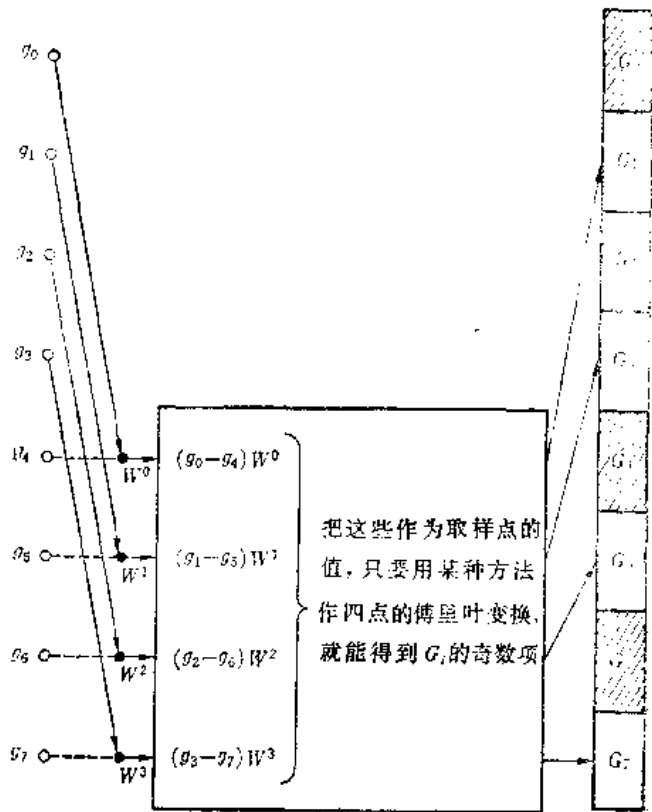 g₀
g₁
g₂
g₃
g₄
g₅
g₆
g₇
W⁰
W¹
W²
W³
(g₀−g₄)W⁰
(g₁−g₅)W¹
(g₂−g₆)W²
(g₃−g₇)W³
把这些作为取样点的
值，只要用某种方法
作四点的傅里叶变换，
就能得到 Gⱼ的奇数项
G
G₁
G
G
G₄
G
G₇